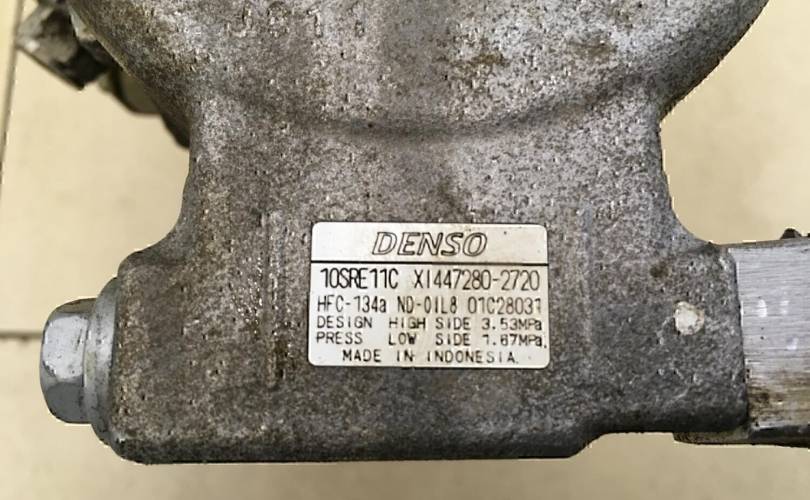 DENSO
10SRE11C XI447280-2720
HFC-134a ND-OIL8 01C28031
DESIGN HIGH SIDE 3.53MPa
PRESS LOW SIDE 1.67MPa
MADE IN INDONESIA